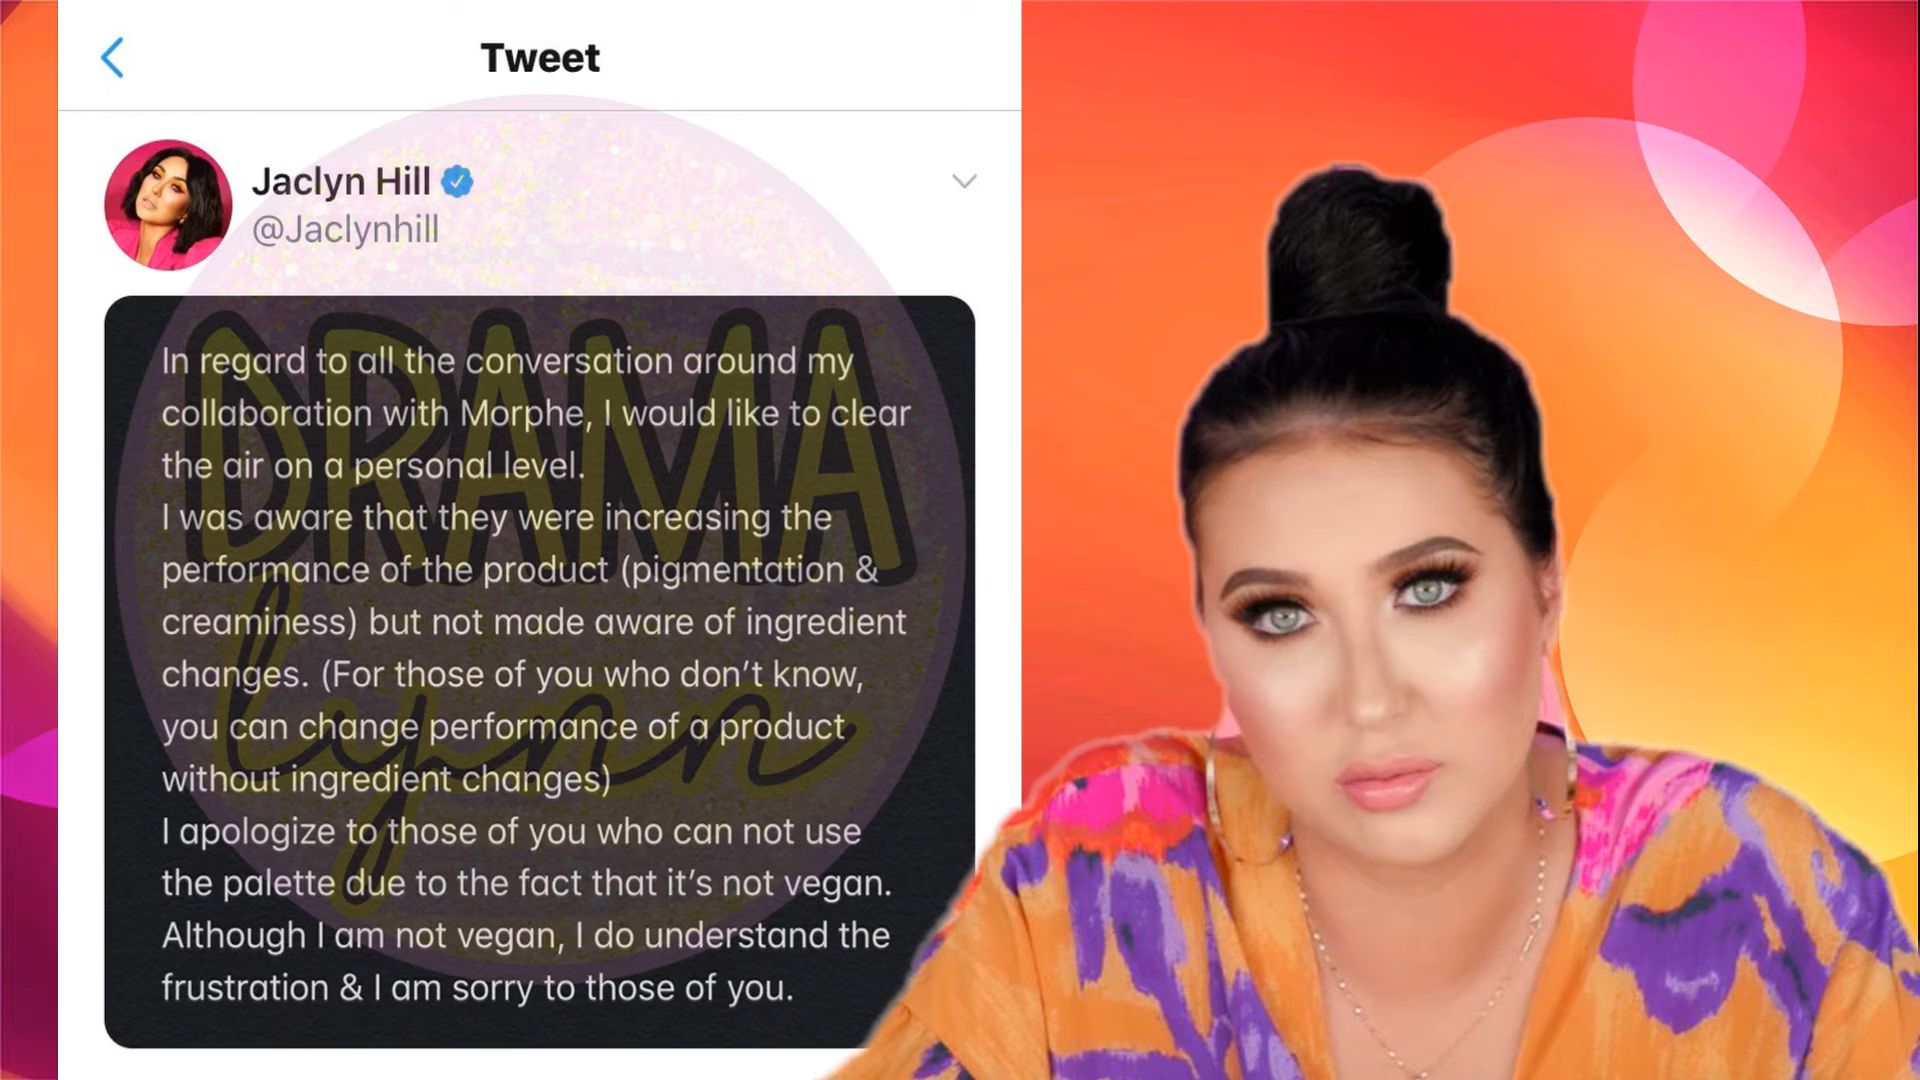 Tweet
Jaclyn Hill
@Jaclynhill
In regard to all the conversation around my
collaboration with Morphe, I would like to clear
the air on a personal level.
I was aware that they were increasing the
performance of the product (pigmentation &
creaminess) but not made aware of ingredient
changes. (For those of you who don't know,
you can change performance of a product
without ingredient changes)
I apologize to those of you who can not use
the palette due to the fact that it's not vegan.
Although I am not vegan, I do understand the
frustration & I am sorry to those of you.
DRAMA
lynn